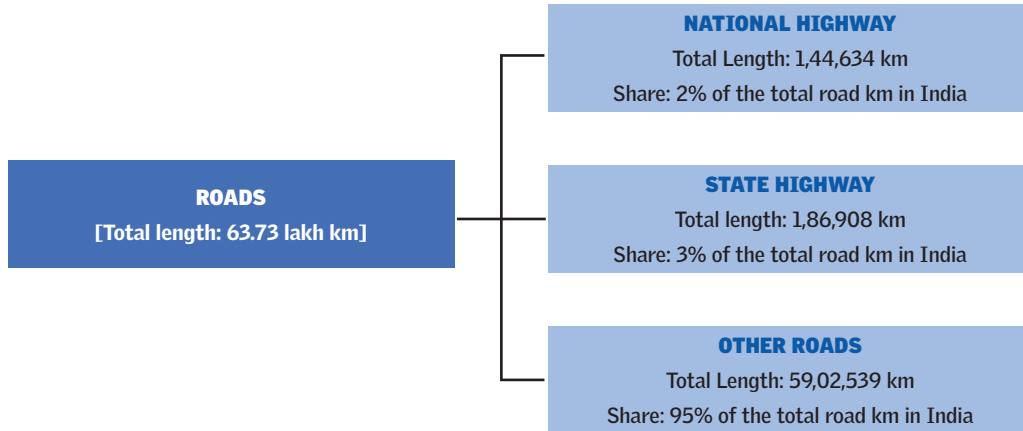 ROADS
[Total length: 63.73 lakh km]
NATIONAL HIGHWAY
Total Length: 1,44,634 km
Share: 2% of the total road km in India
STATE HIGHWAY
Total length: 1,86,908 km
Share: 3% of the total road km in India
OTHER ROADS
Total Length: 59,02,539 km
Share: 95% of the total road km in India